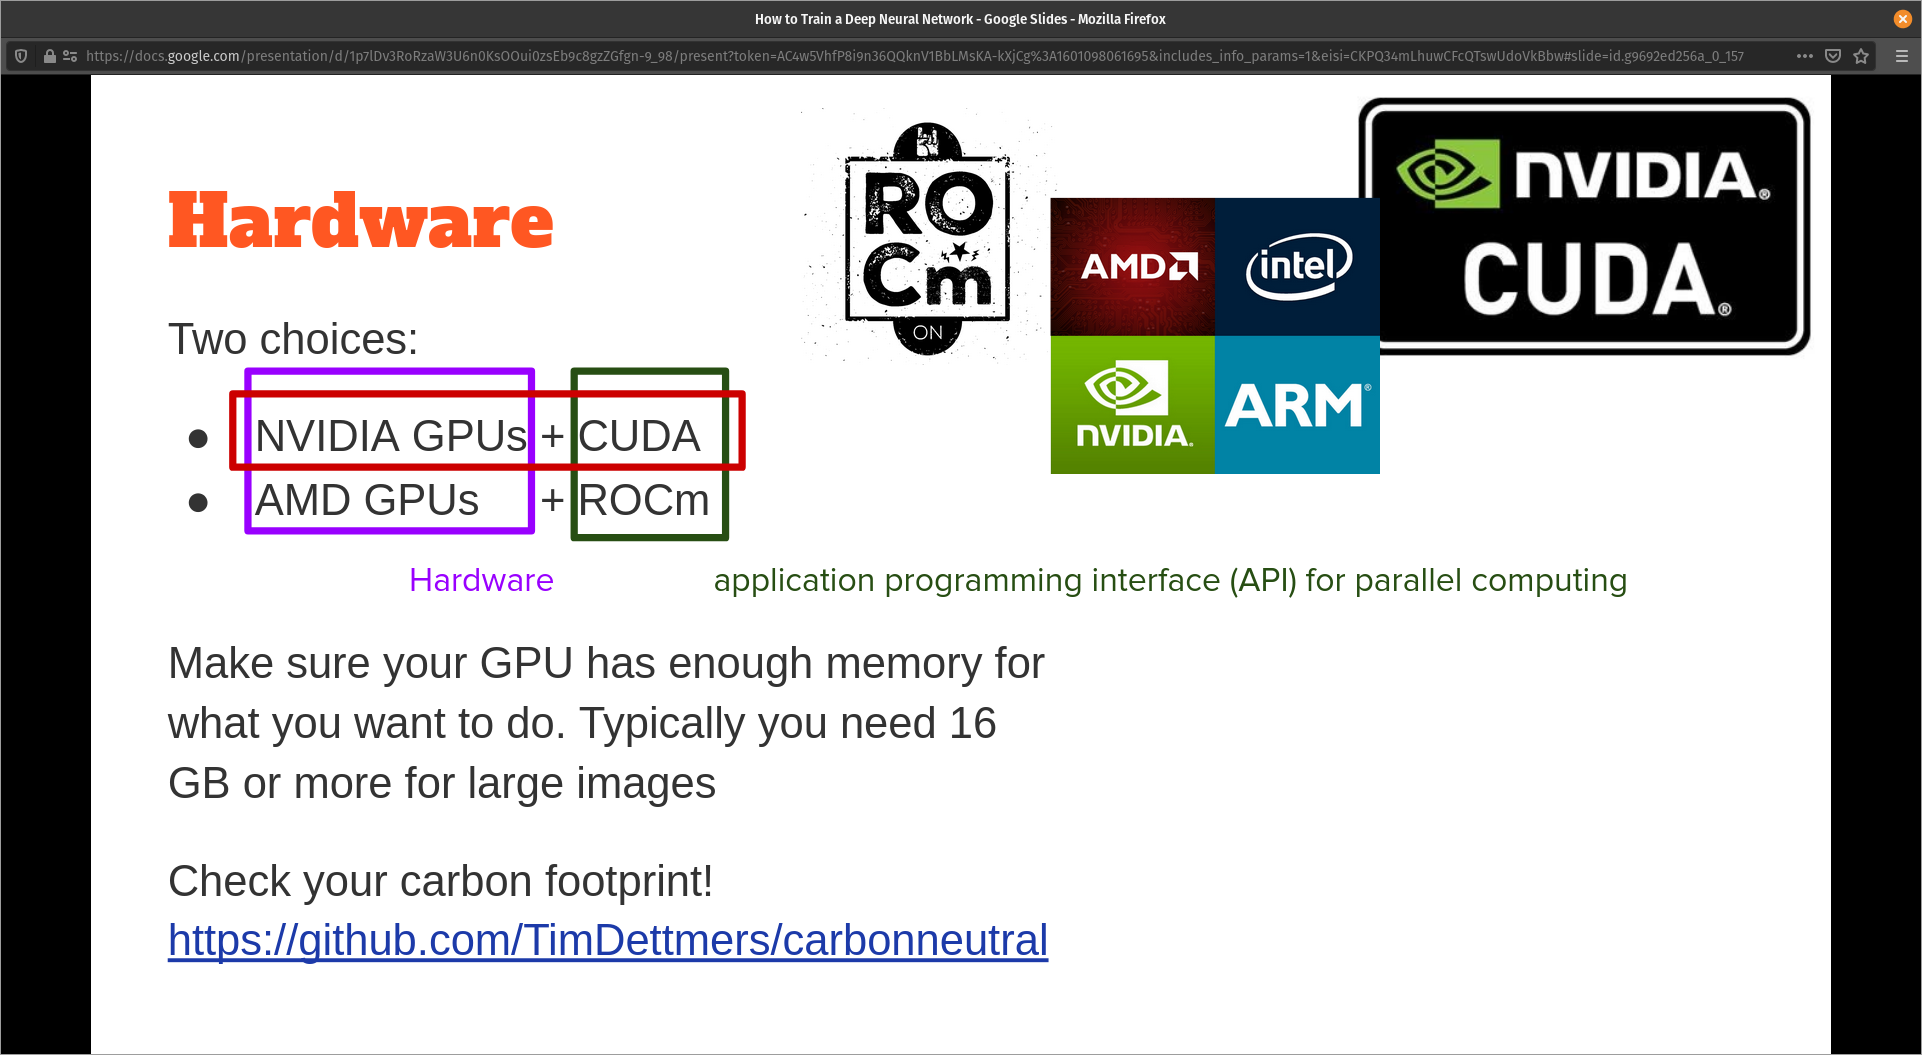 How to Train a Deep Neural Network - Google Slides - Mozilla Firefox
https://docs.google.com/presentation/d/1p7lDv3RoRzaW3U6n0KsOOui0zsEb9c8gzZGfgn-9_98/present?token=AC4w5VhfP8i9n36QQknV1BbLMsKA-kXjCg%3A1601098061695&includes_info_params=1&eisi=CKPQ34mLhuwCFcQTswUdoVkBbw#slide=id.g9692ed256a_0_157
Hardware
RO
Cm
ON
AMD
intel
NVIDIA.
ARM®
NVIDIA®
CUDA®
Two choices:
● NVIDIA GPUs + CUDA
● AMD GPUs + ROCm
Hardware
application programming interface (API) for parallel computing
Make sure your GPU has enough memory for
what you want to do. Typically you need 16
GB or more for large images
Check your carbon footprint!
https://github.com/TimDettmers/carbonneutral